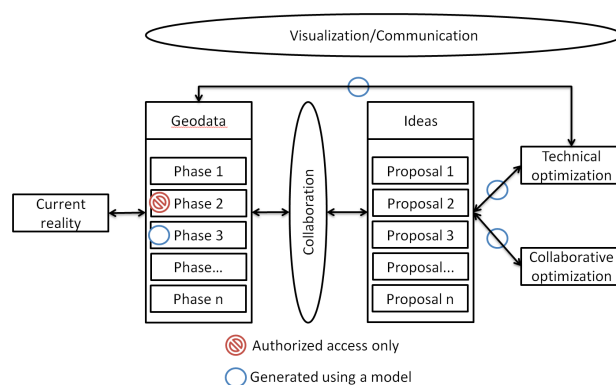 Visualization/Communication
Geodata
Ideas
Phase 1
Phase 2
Phase 3
Phase...
Phase n
Current
reality
Collaboration
Proposal 1
Proposal 2
Proposal 3
Proposal...
Proposal n
Technical
optimization
Collaborative
optimization
Authorized access only
Generated using a model